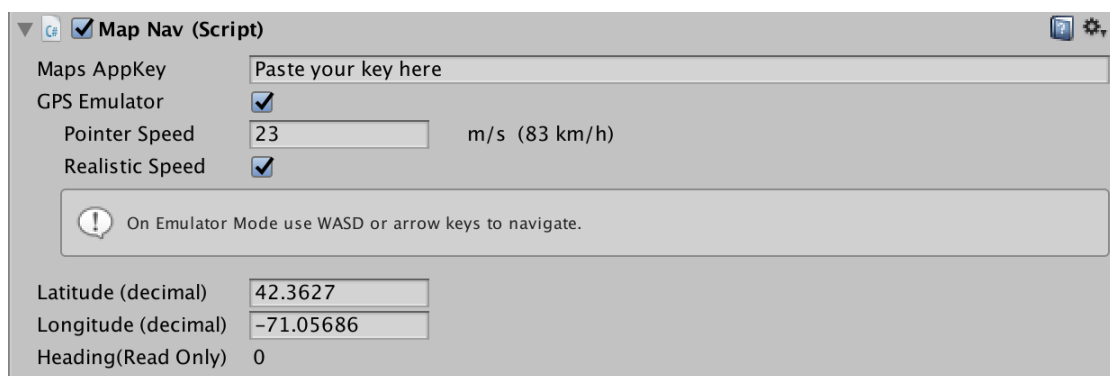 Map Nav (Script)
Maps AppKey Paste your key here
GPS Emulator
Pointer Speed 23 m/s (83 km/h)
Realistic Speed
On Emulator Mode use WASD or arrow keys to navigate.
Latitude (decimal) 42.3627
Longitude (decimal) -71.05686
Heading(Read Only) 0